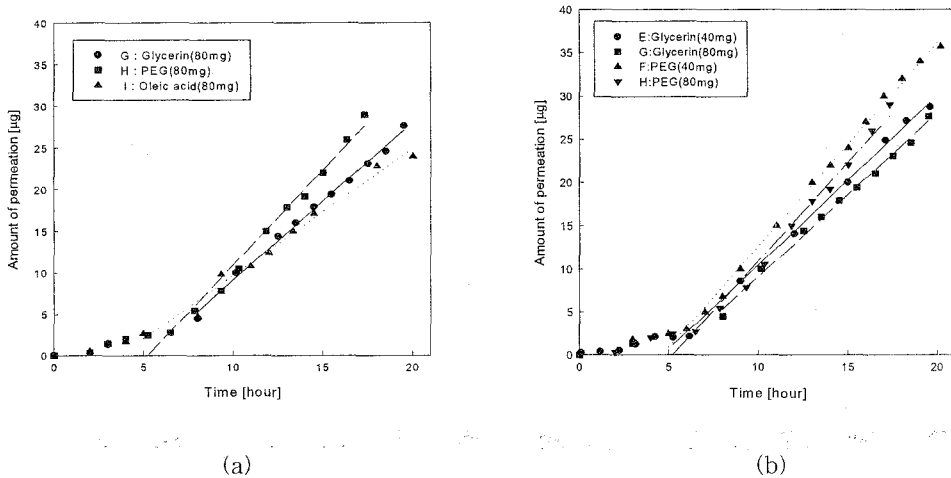 40
35
30
25
20
15
10
5
0
Amount of permeation [µg]
G : Glycerin(80mg)
H : PEG(80mg)
I : Oleic acid(80mg)
0 5 10 15 20
Time [hour]
(a)
40
35
30
25
20
15
10
5
0
Amount of permeation [µg]
E:Glycerin(40mg)
G:Glycerin(80mg)
F:PEG(40mg)
H:PEG(80mg)
0 5 10 15 20
Time [hour]
(b)